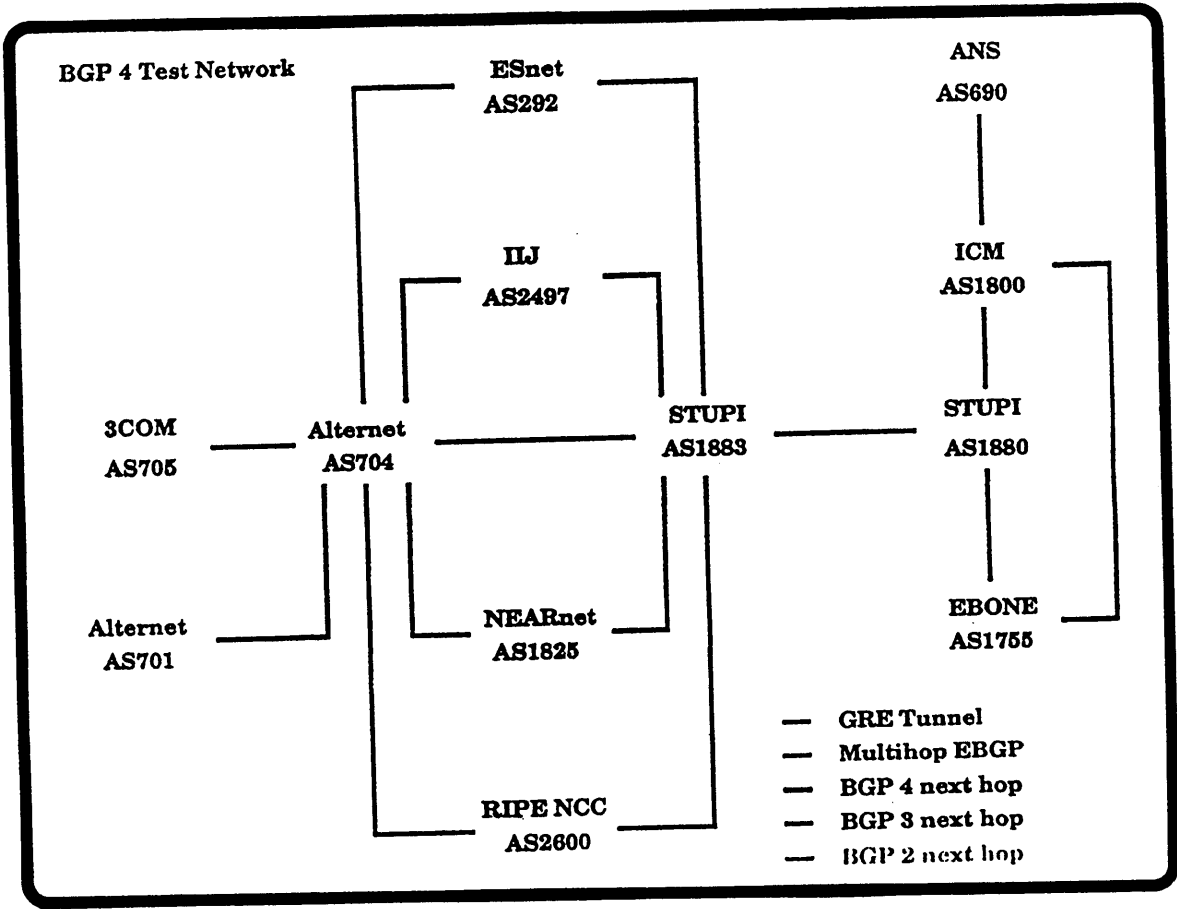 BGP 4 Test Network
ESnet
AS292
ANS
AS690
IIJ
AS2497
ICM
AS1800
3COM
AS705
Alternet
AS704
STUPI
AS1883
STUPI
AS1880
Alternet
AS701
NEARnet
AS1825
EBONE
AS1755
RIPE NCC
AS2600
GRE Tunnel
Multihop EBGP
BGP 4 next hop
BGP 3 next hop
BGP 2 next hop